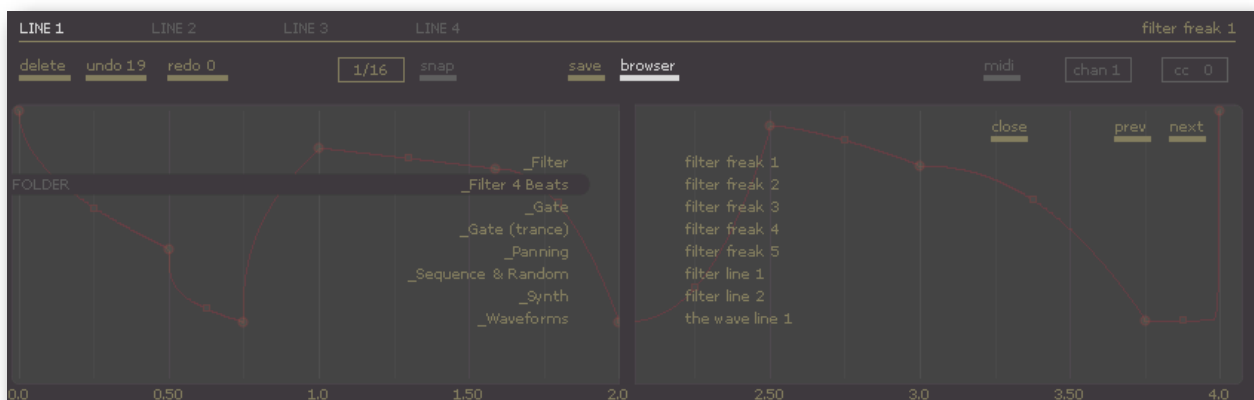 LINE 1 LINE 2 LINE 3 LINE 4 filter freak 1
delete undo 19 redo 0 1/16 snap save browser midi chan 1 cc 0
close prev next
_Filter filter freak 1
FOLDER _Filter 4 Beats filter freak 2
_Gate filter freak 3
_Gate (trance) filter freak 4
_Panning filter freak 5
_Sequence & Random filter line 1
_Synth filter line 2
_Waveforms the wave line 1
0.0 0.50 1.0 1.50 2.0 2.50 3.0 3.50 4.0